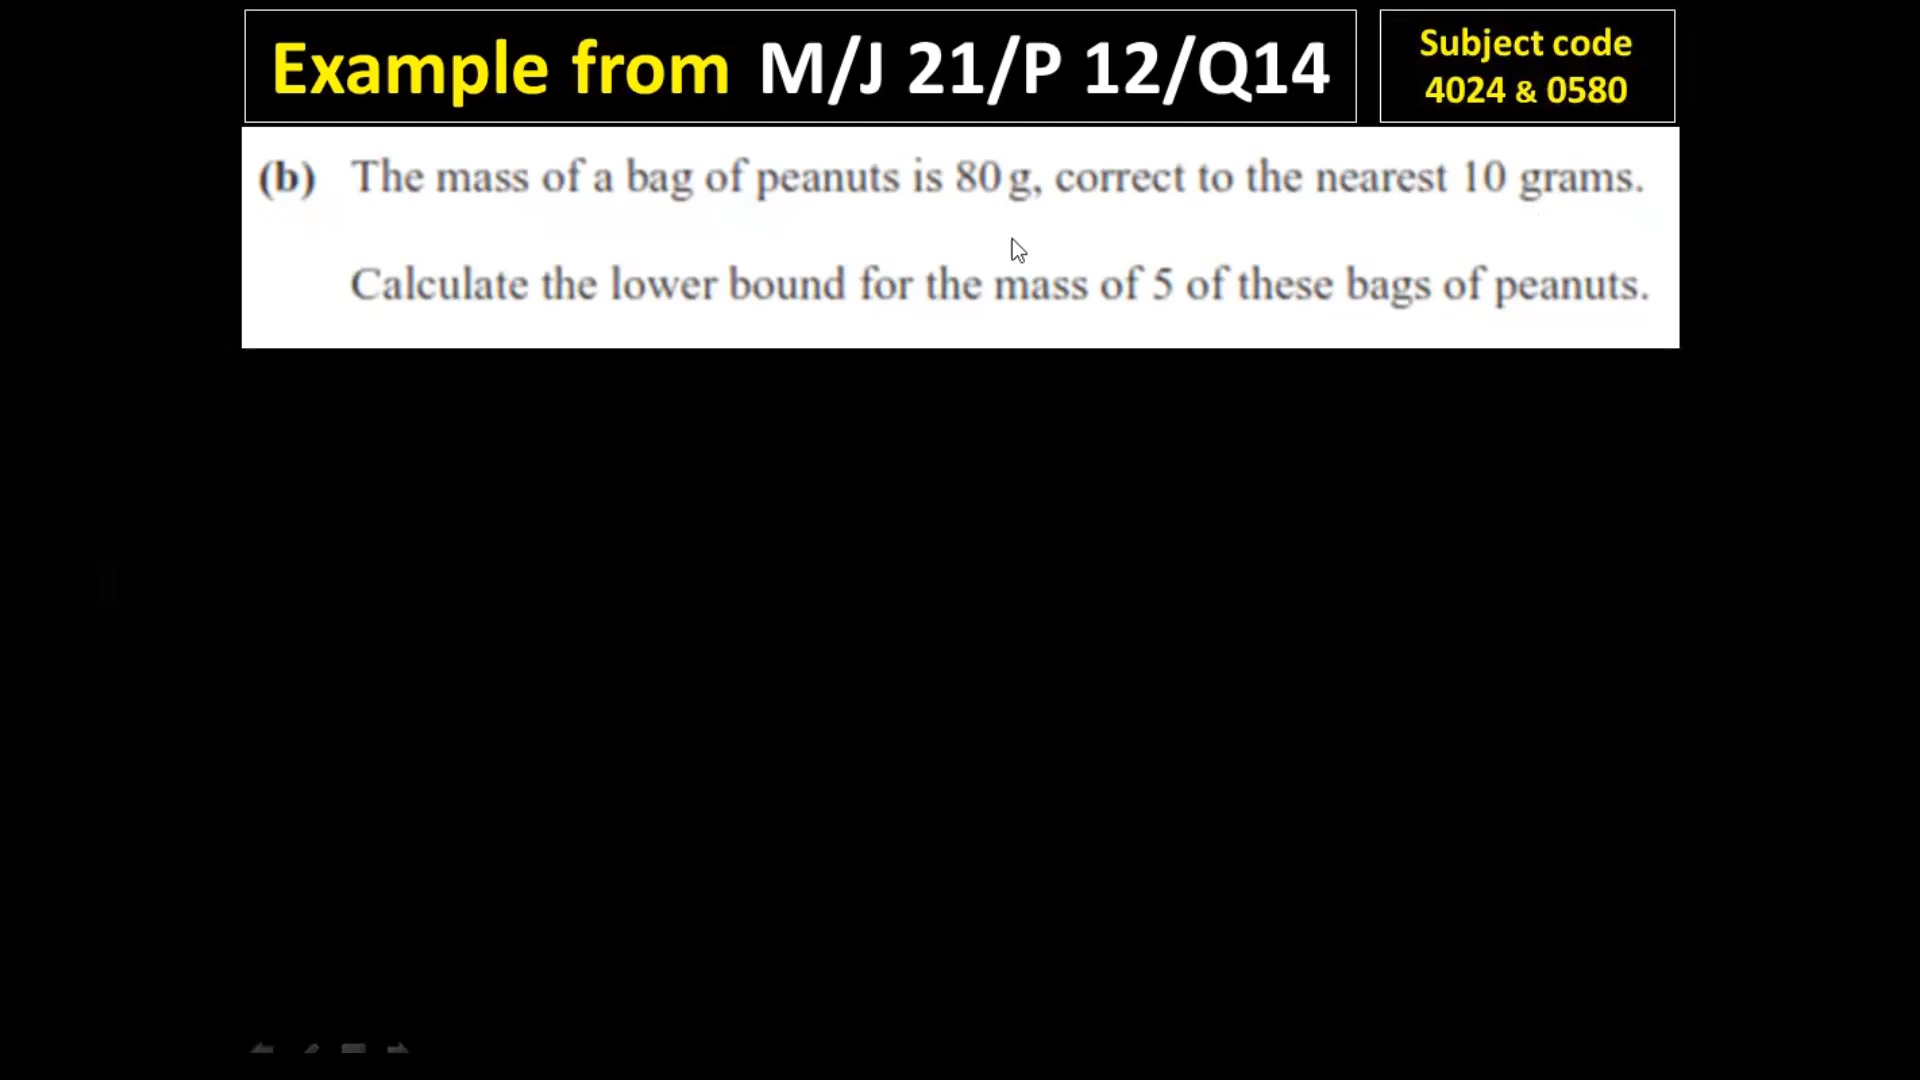 Example from M/J 21/P 12/Q14
Subject code
4024 & 0580
(b) The mass of a bag of peanuts is 80 g, correct to the nearest 10 grams.
Calculate the lower bound for the mass of 5 of these bags of peanuts.